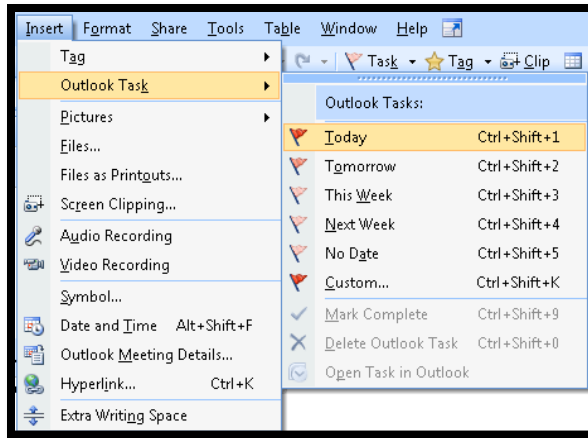 Insert Format Share Tools Table Window Help
Task Tag Clip
Tag
Outlook Task
Pictures
Files...
Files as Printouts...
Screen Clipping...
Audio Recording
Video Recording
Symbol...
Date and Time Alt+Shift+F
Outlook Meeting Details...
Hyperlink... Ctrl+K
Extra Writing Space
Outlook Tasks:
Today Ctrl+Shift+1
Tomorrow Ctrl+Shift+2
This Week Ctrl+Shift+3
Next Week Ctrl+Shift+4
No Date Ctrl+Shift+5
Custom... Ctrl+Shift+K
Mark Complete Ctrl+Shift+9
Delete Outlook Task Ctrl+Shift+0
Open Task in Outlook